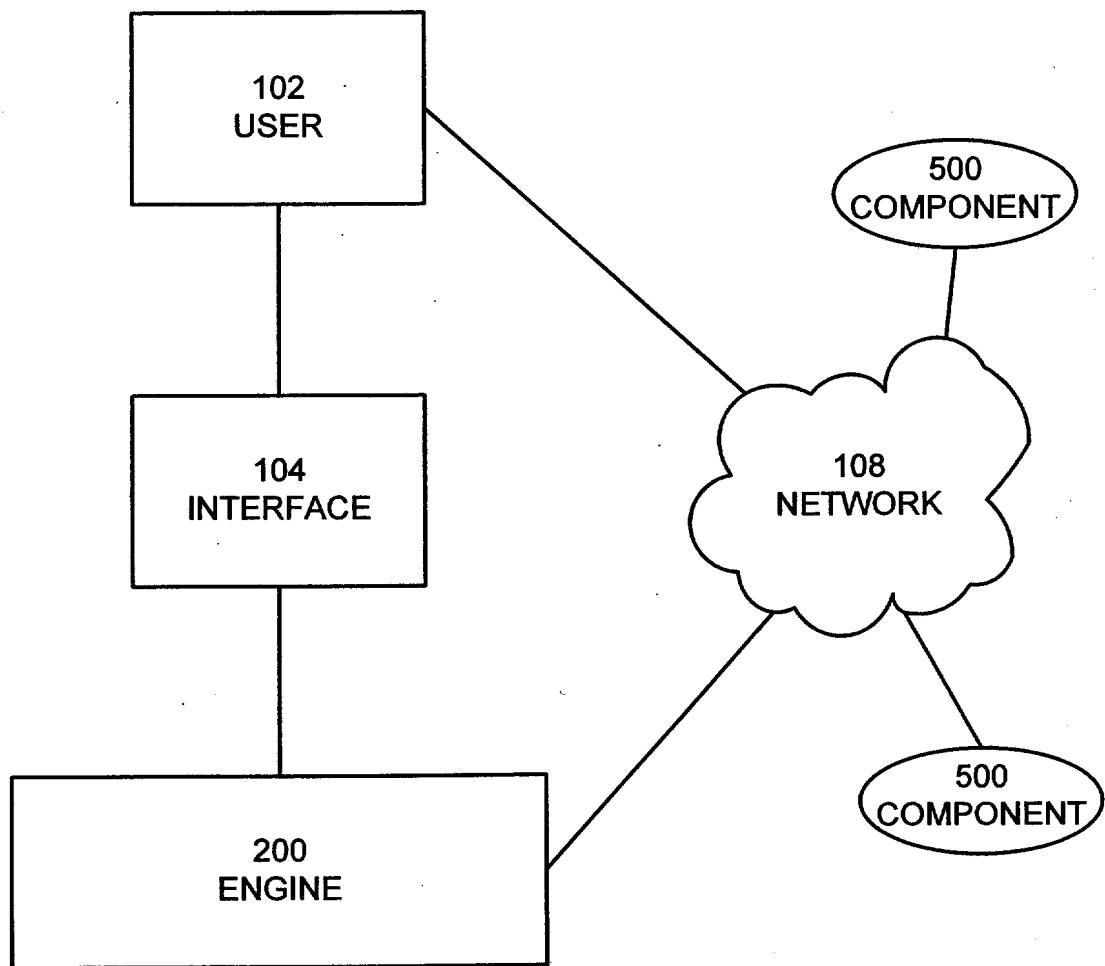 102
USER
500
COMPONENT
104
INTERFACE
108
NETWORK
500
COMPONENT
200
ENGINE